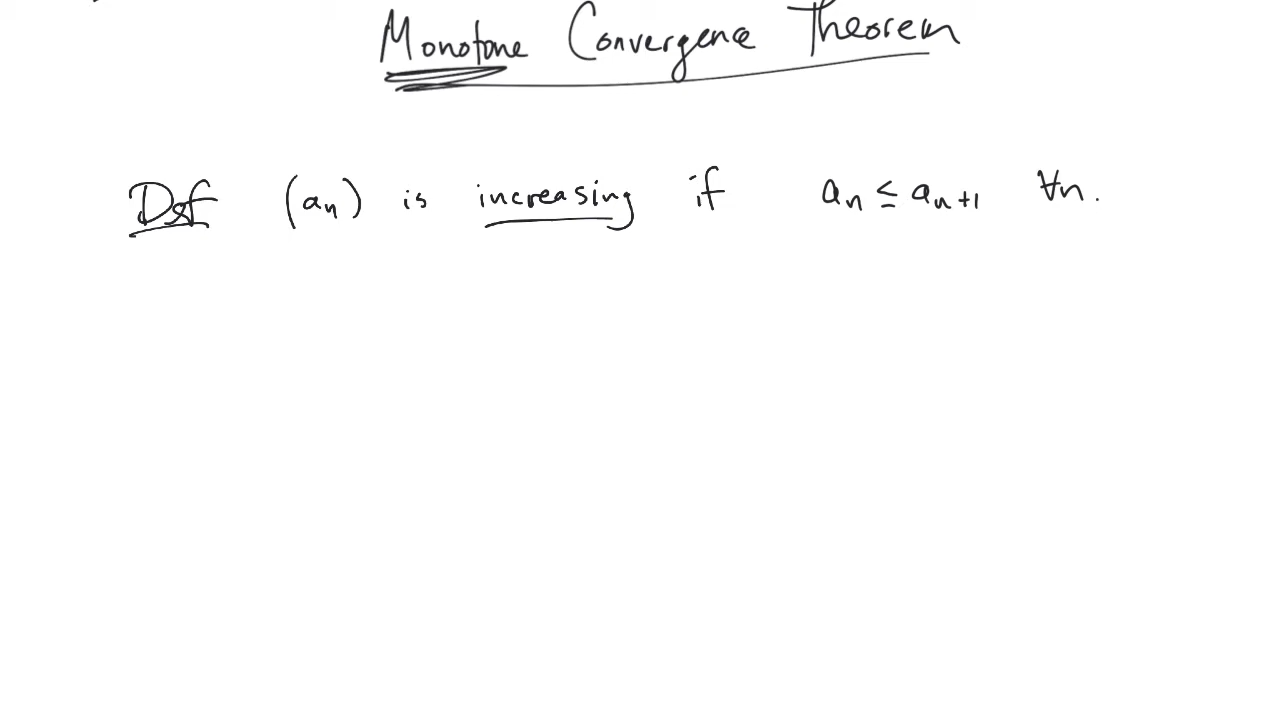 Monotone Convergence Theorem
Def (aₙ) is increasing if aₙ ≤ aₙ₊₁ ∀n.